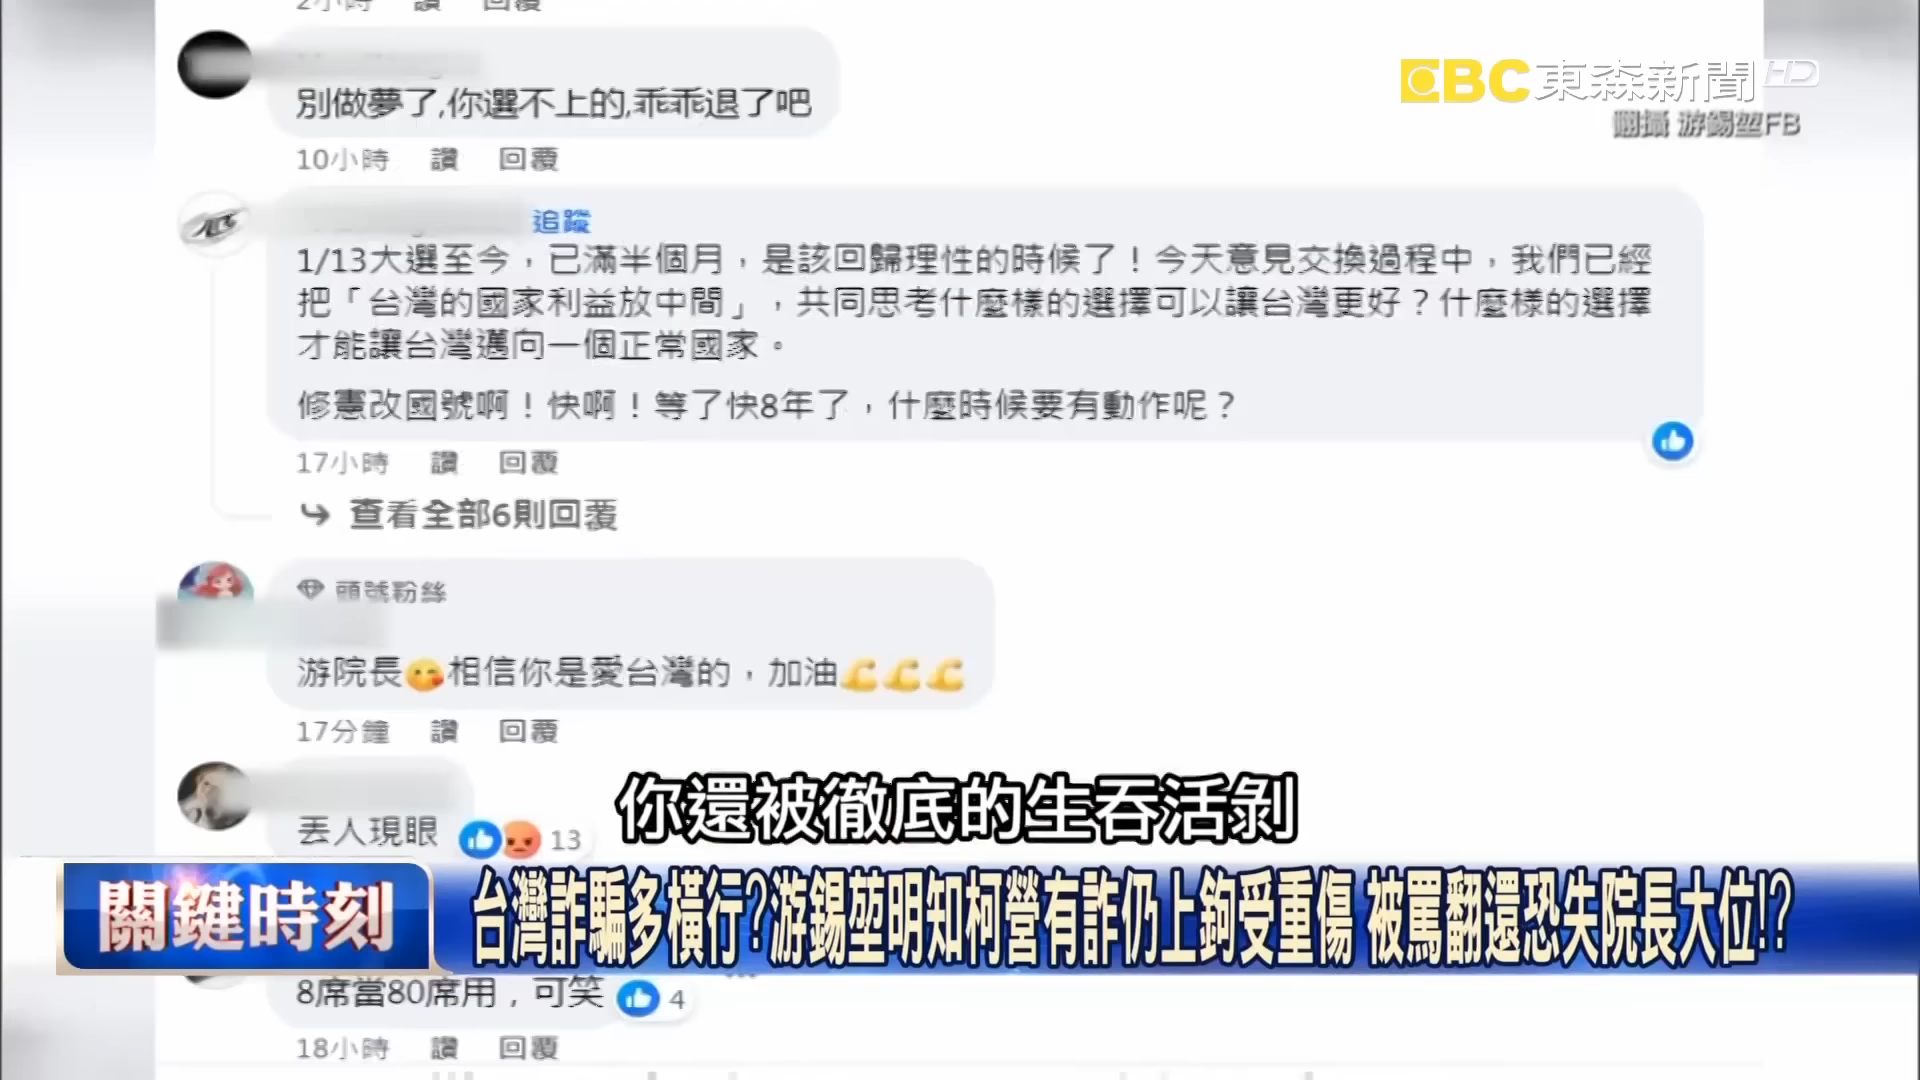 2小時 讚 回覆
EBC東森新聞HD
翻攝 游錫堃FB
別做夢了,你選不上的,乖乖退了吧
10小時 讚 回覆
追蹤
1/13大選至今，已滿半個月，是該回歸理性的時候了！今天意見交換過程中，我們已經
把「台灣的國家利益放中間」，共同思考什麼樣的選擇可以讓台灣更好？什麼樣的選擇
才能讓台灣邁向一個正常國家。
修憲改國號啊！快啊！等了快8年了，什麼時候要有動作呢？
17小時 讚 回覆
查看全部6則回覆
頭號粉絲
游院長😋相信你是愛台灣的，加油💪💪💪
17分鐘 讚 回覆
丟人現眼
13
你還被徹底的生吞活剝
關鍵時刻
台灣詐騙多橫行?游錫堃明知柯營有詐仍上鉤受重傷 被罵翻還恐失院長大位!?
8席當80席用，可笑
4
18小時 讚 回覆